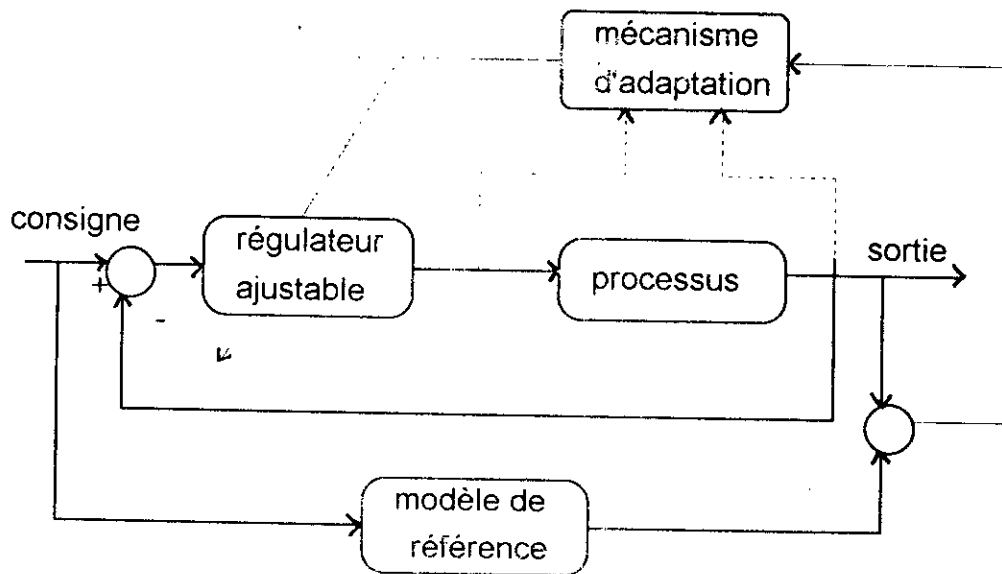 mécanisme
d'adaptation
consigne
+
-
régulateur
ajustable
processus
sortie
modèle de
référence